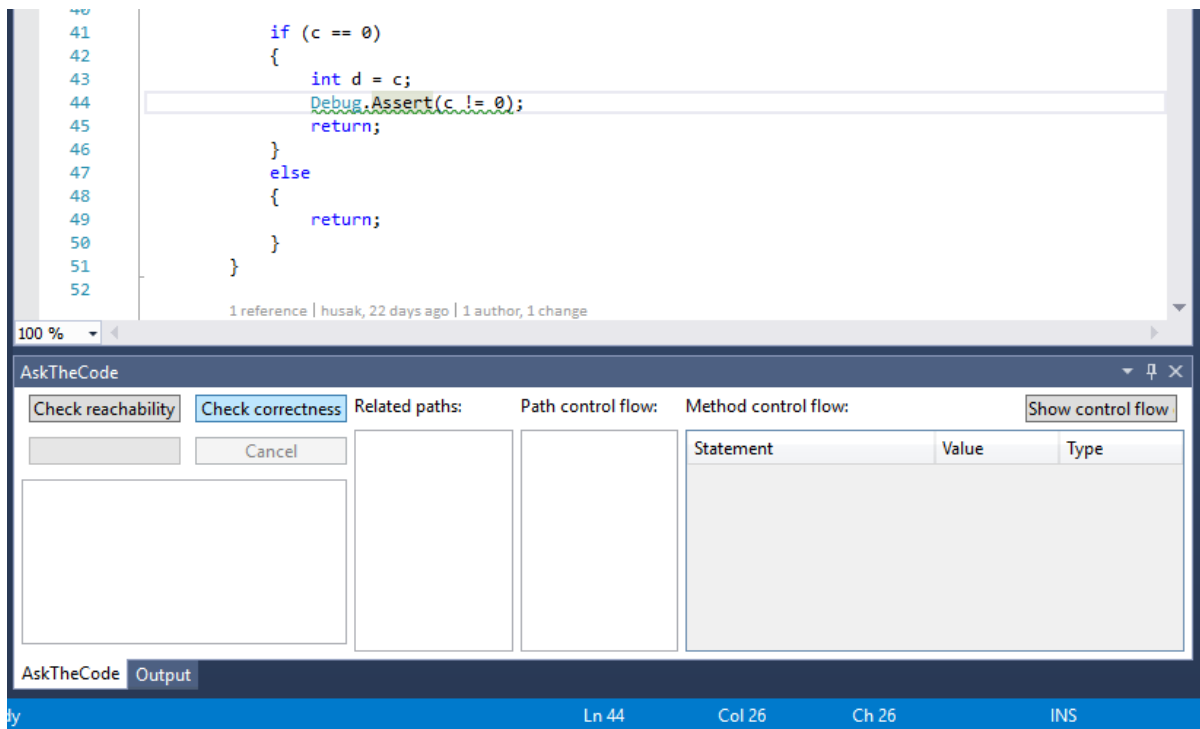 40
41 if (c == 0)
42 {
43 int d = c;
44 Debug.Assert(c != 0);
45 return;
46 }
47 else
48 {
49 return;
50 }
51 }
52
1 reference | husak, 22 days ago | 1 author, 1 change
100 %
AskTheCode
Check reachability Check correctness Related paths: Path control flow: Method control flow: Show control flow
Cancel
Statement Value Type
AskTheCode Output
dy Ln 44 Col 26 Ch 26 INS